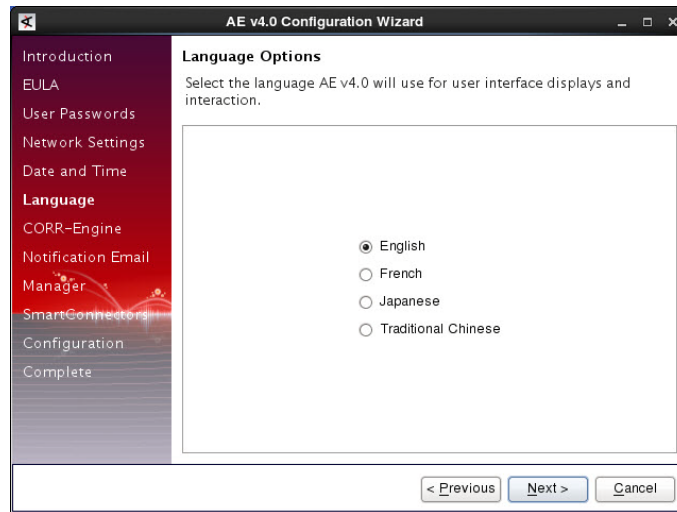 AE v4.0 Configuration Wizard
Introduction
EULA
User Passwords
Network Settings
Date and Time
Language
CORR-Engine
Notification Email
Manager
SmartConnectors
Configuration
Complete
Language Options
Select the language AE v4.0 will use for user interface displays and
interaction.
English
French
Japanese
Traditional Chinese
< Previous
Next >
Cancel